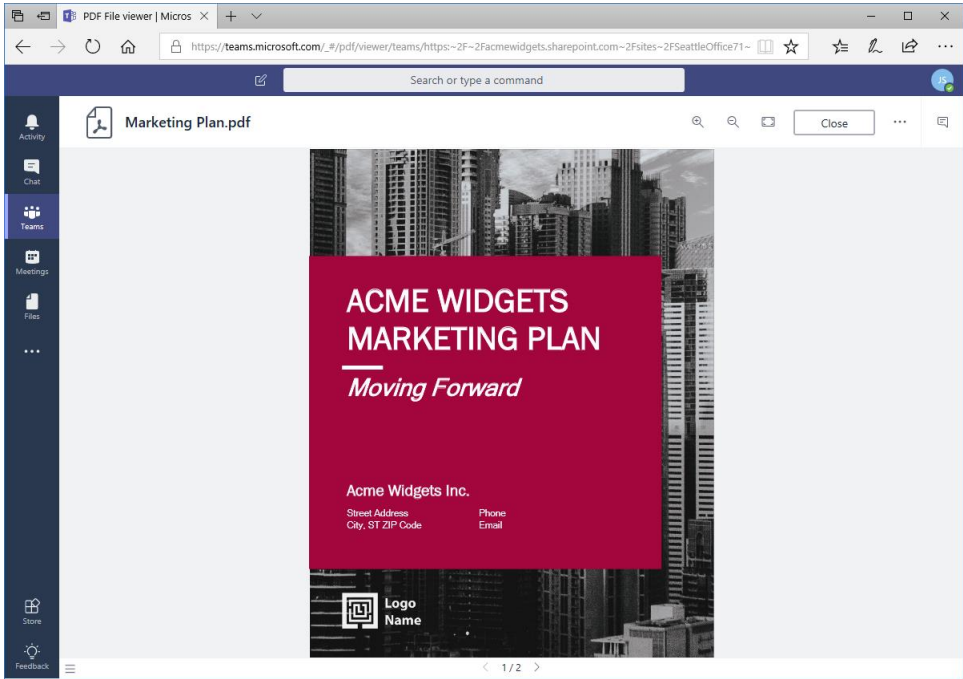 PDF File viewer | Micros
https://teams.microsoft.com/_#/pdf/viewer/teams/https:~2F~2Facmewidgets.sharepoint.com~2Fsites~2FSeattleOffice71~
Search or type a command
JS
Marketing Plan.pdf
Close
Activity
Chat
Teams
Meetings
Files
ACME WIDGETS
MARKETING PLAN
Moving Forward
Acme Widgets Inc.
Street Address Phone
City, ST ZIP Code Email
Logo
Name
Store
Feedback
1 / 2